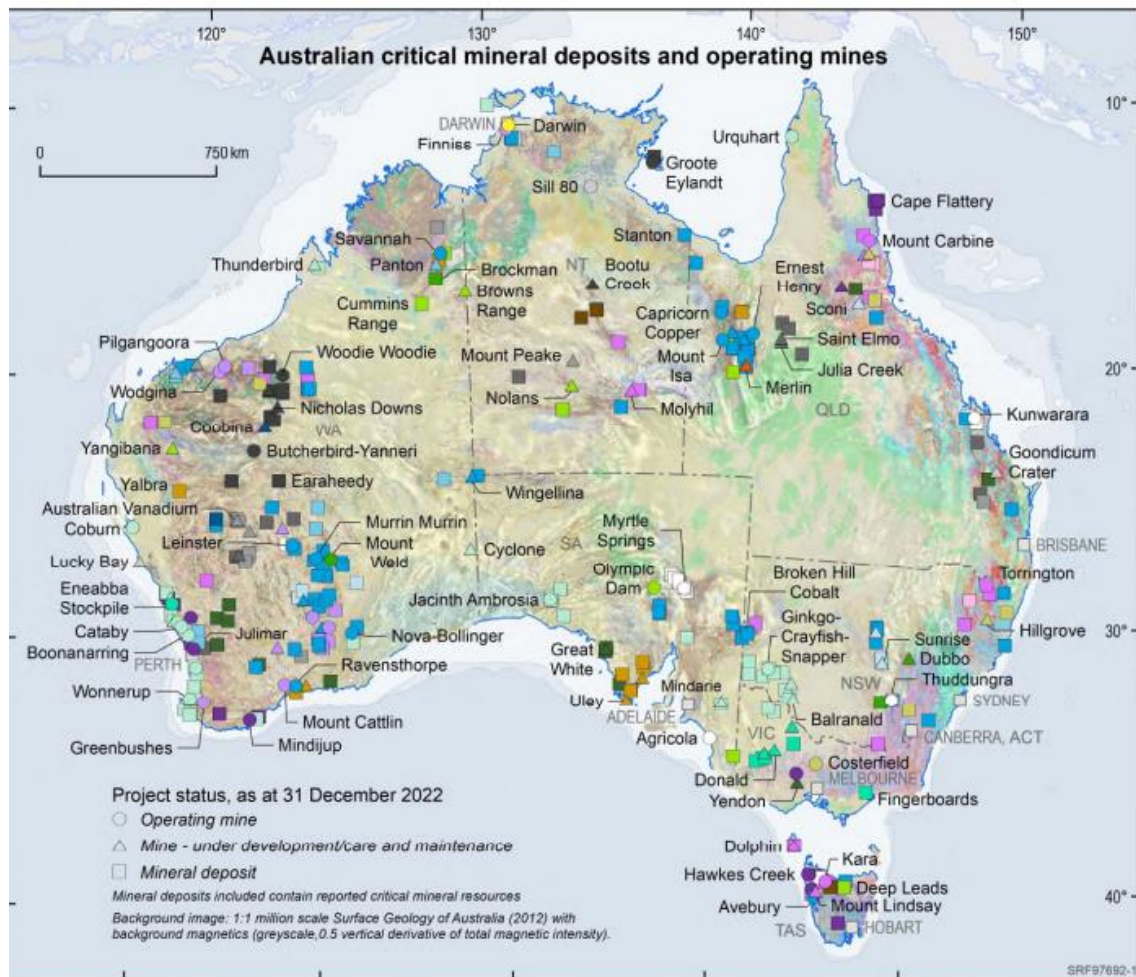 120°
130°
140°
150°
Australian critical mineral deposits and operating mines
10°
DARWIN
Darwin
Finniss
Urquhart
0
750 km
Groote
Eylandt
Sill 80
Cape Flattery
Savannah
Stanton
Mount Carbine
Thunderbird
Panton
Brockman
NT
Bootu
Creek
Ernest
Henry
Browns
Range
Cummins
Range
Capricorn
Copper
Sconi
Pilgangoora
Woodie Woodie
Mount Peake
Mount
Isa
Saint Elmo
Julia Creek
20°
Wodgina
Nolans
Merlin
Nicholas Downs
Molyhil
QLD
Kunwarara
Coobina
WA
Yangibana
Butcherbird-Yanneri
Goondicum
Crater
Yalbra
Earaheedy
Wingellina
Australian Vanadium
Coburn
Murrin Murrin
Myrtle
Springs
Leinster
Mount
Weld
Cyclone
SA
BRISBANE
Lucky Bay
Olympic
Dam
Broken Hill
Cobalt
Torrington
Eneabba
Stockpile
Jacinth Ambrosia
Ginkgo-
Crayfish-
Snapper
Cataby
Julimar
Nova-Bollinger
Hillgrove
30°
Boonanarring
Great
White
Sunrise
Dubbo
PERTH
Ravensthorpe
Mindarie
NSW
Thuddungra
Wonnerup
Uley
SYDNEY
ADELAIDE
Balranald
Mount Cattlin
VIC
CANBERRA, ACT
Greenbushes
Mindijup
Agricola
Costerfield
Donald
MELBOURNE
Yendon
Fingerboards
Project status, as at 31 December 2022
Operating mine
Mine - under development/care and maintenance
Mineral deposit
Mineral deposits included contain reported critical mineral resources
Background image: 1:1 million scale Surface Geology of Australia (2012) with
background magnetics (greyscale,0.5 vertical derivative of total magnetic intensity).
Dolphin
Kara
Hawkes Creek
Deep Leads
Avebury
Mount Lindsay
40°
TAS
HOBART